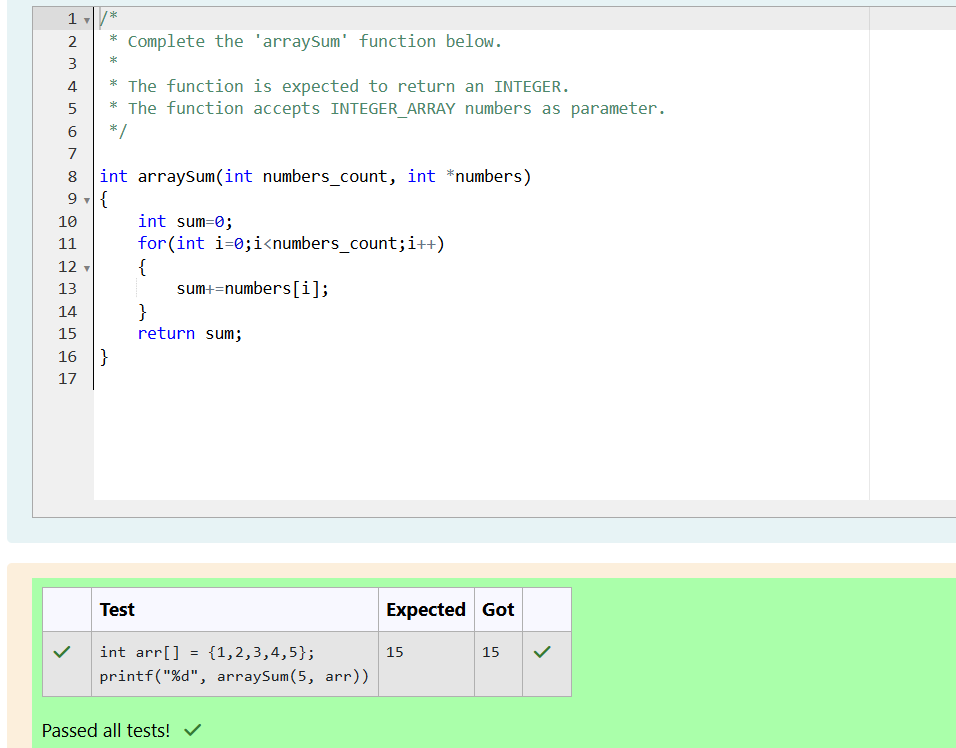 1 /*
2  * Complete the 'arraySum' function below.
3  *
4  * The function is expected to return an INTEGER.
5  * The function accepts INTEGER_ARRAY numbers as parameter.
6  */
7
8 int arraySum(int numbers_count, int *numbers)
9 {
10     int sum=0;
11     for(int i=0;i<numbers_count;i++)
12     {
13         sum+=numbers[i];
14     }
15     return sum;
16 }
17
Test Expected Got
int arr[] = {1,2,3,4,5}; 15 15
printf("%d", arraySum(5, arr))
Passed all tests!